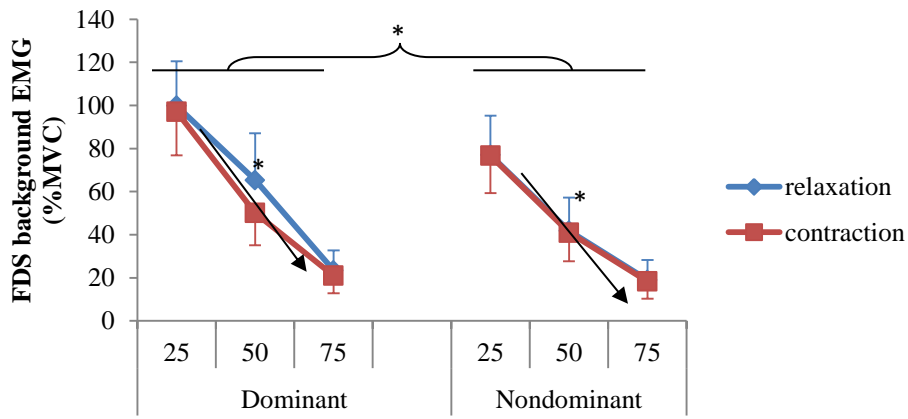 FDS background EMG
(%MVC)
140
120
100
80
60
40
20
0
*
*
*
25 50 75 25 50 75
Dominant Nondominant
relaxation
contraction